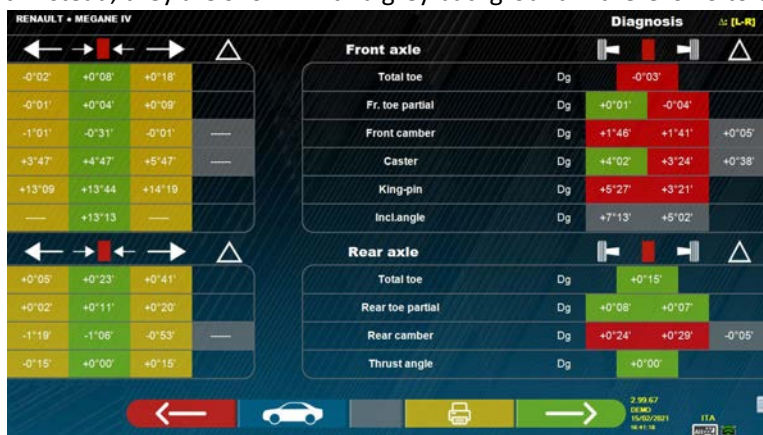 RENAULT • MEGANE IV Diagnosis Δ: [L-R]
Front axle
-0°02' +0°08' +0°18' Total toe Dg -0°03'
-0°01' +0°04' +0°09' Fr. toe partial Dg +0°01' -0°04'
-1°01' -0°31' -0°01' ----- Front camber Dg +1°46' +1°41' +0°05'
+3°47' +4°47' +5°47' ----- Caster Dg +4°02' +3°24' +0°38'
+13°09 +13°44 +14°19 King-pin Dg +5°27' +3°21'
----- +13°13 ----- Incl.angle Dg +7°13' +5°02'
Rear axle
+0°05' +0°23' +0°41' Total toe Dg +0°15'
+0°02' +0°11' +0°20' Rear toe partial Dg +0°08' +0°07'
-1°19' -1°06' -0°53' ----- Rear camber Dg +0°24' +0°29' -0°05'
-0°15' +0°00' +0°15' Thrust angle Dg +0°00'
2.99.67
DEMO
15/02/2021 ITA